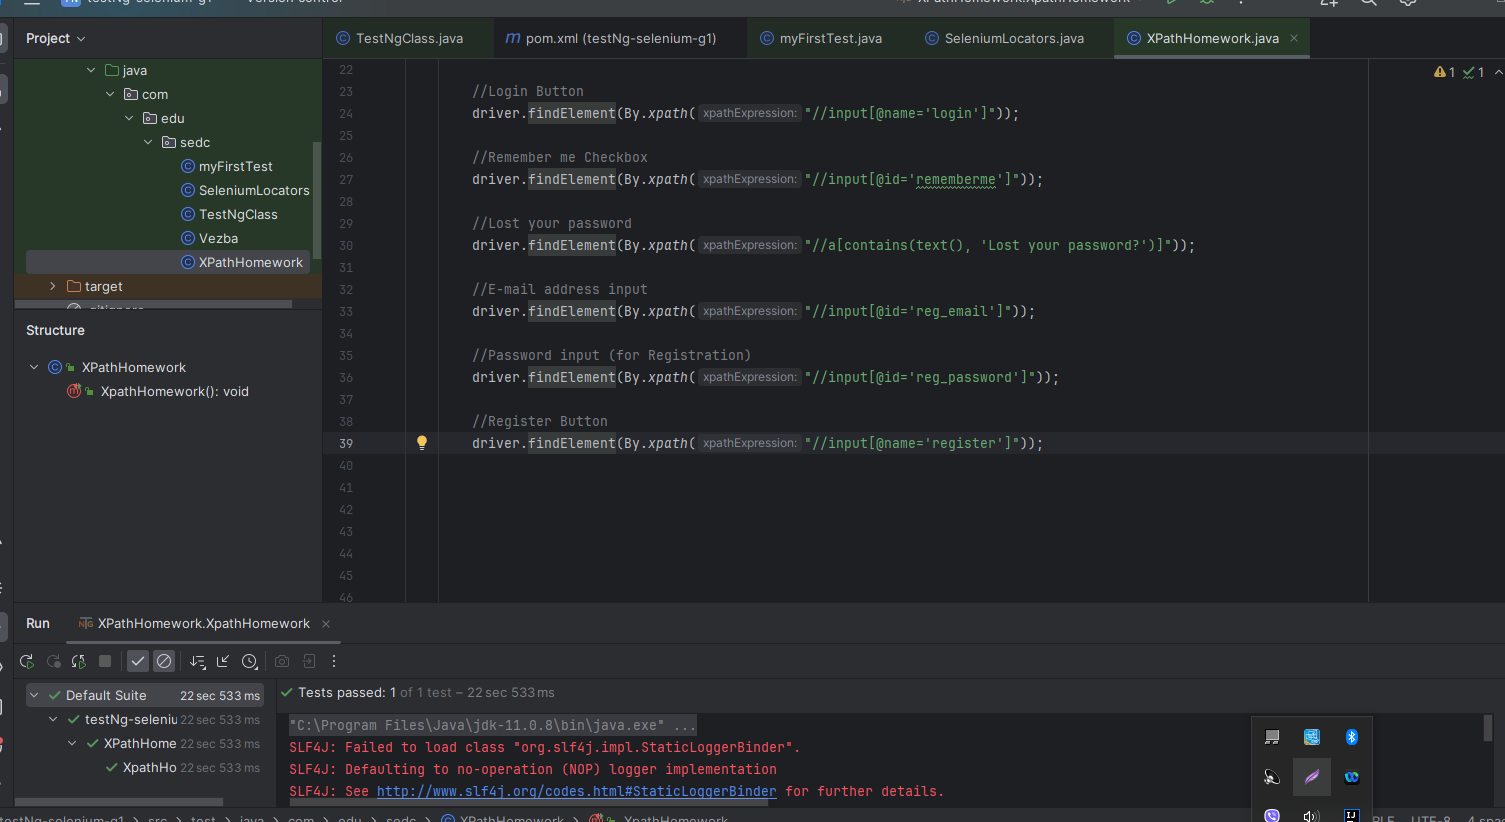 testNg-selenium-g1
Version control
XPathHomework.XpathHomework
Project
TestNgClass.java
pom.xml (testNg-selenium-g1)
myFirstTest.java
SeleniumLocators.java
XPathHomework.java
java
com
edu
sedc
myFirstTest
SeleniumLocators
TestNgClass
Vezba
XPathHomework
target
.gitignore
Structure
XPathHomework
XpathHomework(): void
1 1
22
23 //Login Button
24 driver.findElement(By.xpath( xpathExpression: "//input[@name='login']"));
25
26 //Remember me Checkbox
27 driver.findElement(By.xpath( xpathExpression: "//input[@id='rememberme']"));
28
29 //Lost your password
30 driver.findElement(By.xpath( xpathExpression: "//a[contains(text(), 'Lost your password?')]"));
31
32 //E-mail address input
33 driver.findElement(By.xpath( xpathExpression: "//input[@id='reg_email']"));
34
35 //Password input (for Registration)
36 driver.findElement(By.xpath( xpathExpression: "//input[@id='reg_password']"));
37
38 //Register Button
39 driver.findElement(By.xpath( xpathExpression: "//input[@name='register']"));
40
41
42
43
44
45
46
Run
XPathHomework.XpathHomework
Default Suite 22 sec 533 ms
testNg-seleniu 22 sec 533 ms
XPathHome 22 sec 533 ms
XpathHo 22 sec 533 ms
Tests passed: 1 of 1 test – 22 sec 533 ms
"C:\Program Files\Java\jdk-11.0.8\bin\java.exe" ...
SLF4J: Failed to load class "org.slf4j.impl.StaticLoggerBinder".
SLF4J: Defaulting to no-operation (NOP) logger implementation
SLF4J: See http://www.slf4j.org/codes.html#StaticLoggerBinder for further details.
testNg-selenium-g1 > src > test > java > com > edu > sedc > XPathHomework > XpathHomework
UTF-8